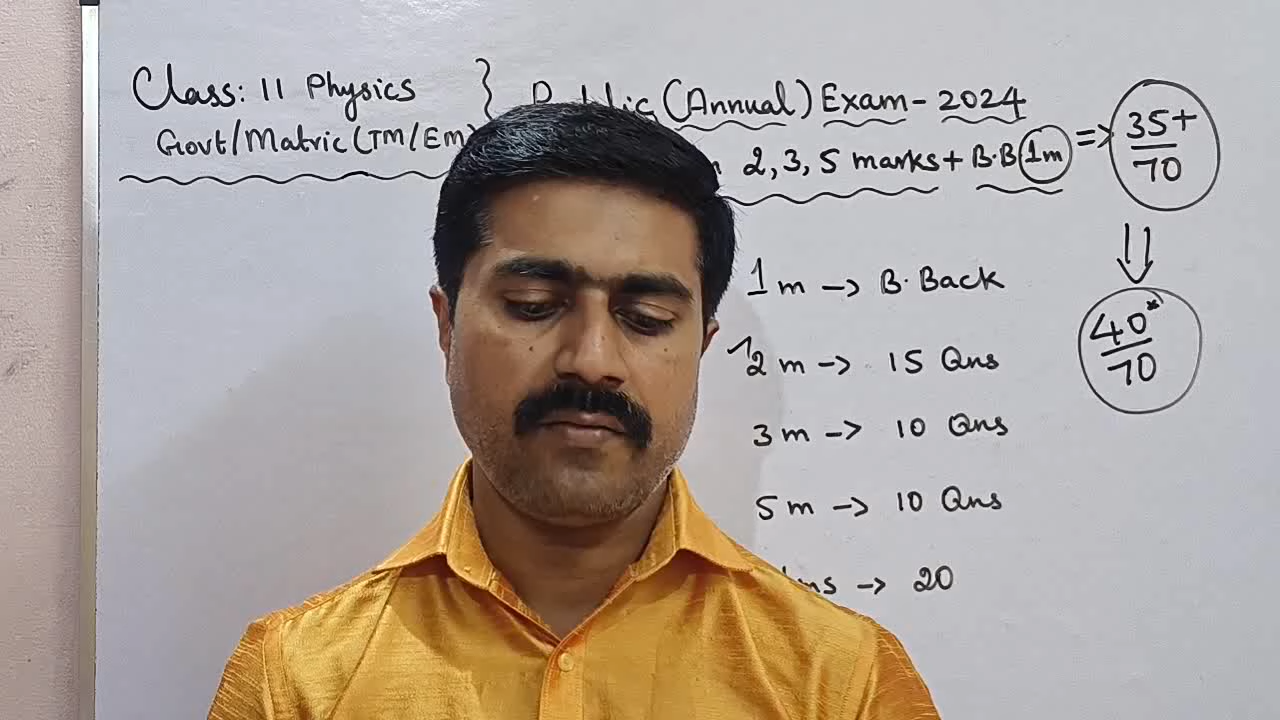 Class: 11 Physics } (Annual) Exam - 2024
Govt/Matric (TM/EM) 2, 3, 5 marks + B.B (1m) => 35+/70
1m -> B.Back
40*/70
2m -> 15 Qns
3m -> 10 Qns
5m -> 10 Qns
-> 20